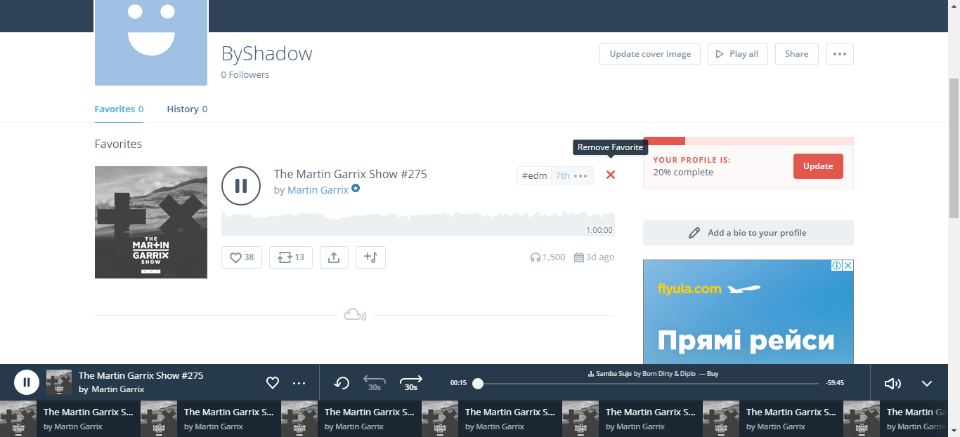 ByShadow
0 Followers
Update cover image
Play all
Share
Favorites 0
History 0
Favorites
THE
MARTIN
GARRIX
SHOW
The Martin Garrix Show #275
by Martin Garrix
#edm
7th
Remove Favorite
1:00:00
38
13
1,500
3d ago
YOUR PROFILE IS:
20% complete
Update
Add a bio to your profile
flyuia.com
Прямі рейси
The Martin Garrix Show #275
by Martin Garrix
30s
30s
00:15
Samba Sujo by Born Dirty & Diplo — Buy
-59:45
The Martin Garrix S...
by Martin Garrix
The Martin Garrix S...
by Martin Garrix
The Martin Garrix S...
by Martin Garrix
The Martin Garrix S...
by Martin Garrix
The Martin Garrix S...
by Martin Garrix
The Martin Garrix S...
by Martin Garrix
The Martin G
by Martin Garrix